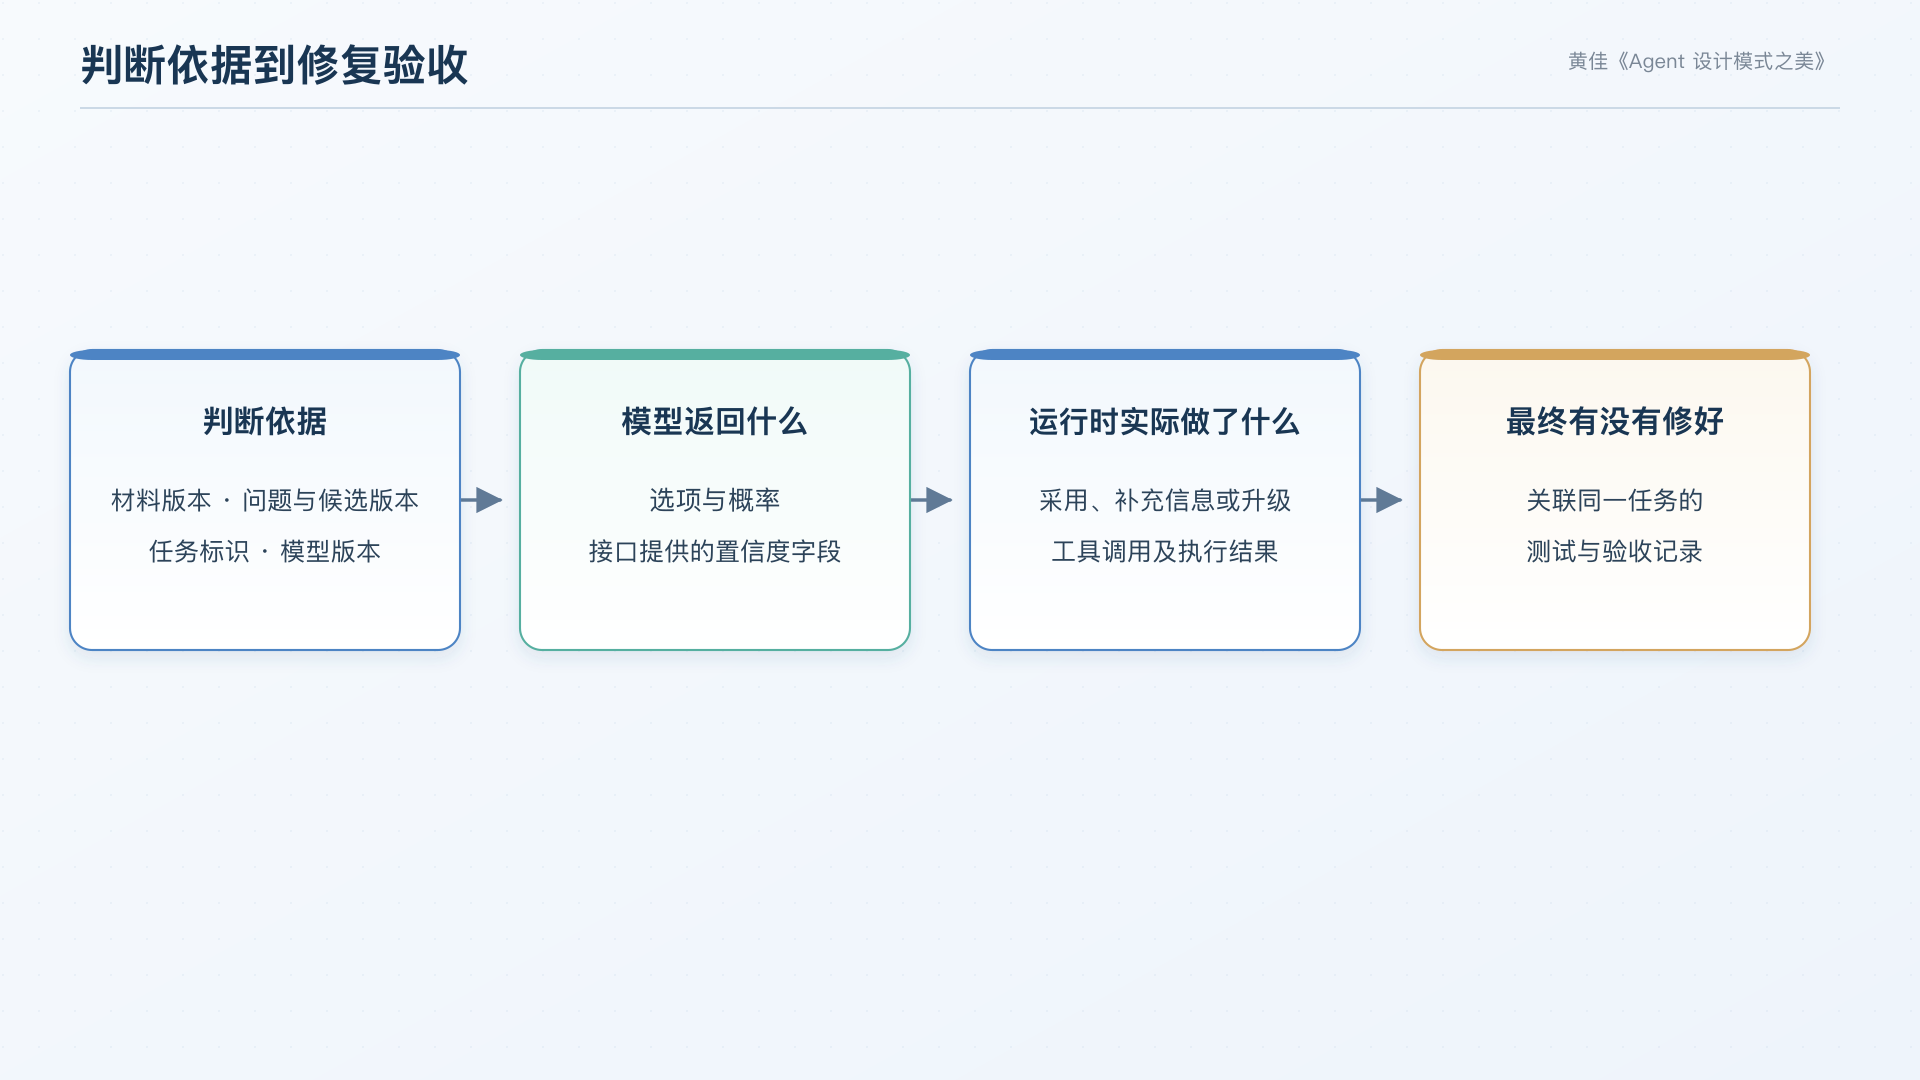 判断依据到修复验收
黄佳《Agent 设计模式之美》
判断依据
材料版本 · 问题与候选版本
任务标识 · 模型版本
模型返回什么
选项与概率
接口提供的置信度字段
运行时实际做了什么
采用、补充信息或升级
工具调用及执行结果
最终有没有修好
关联同一任务的
测试与验收记录